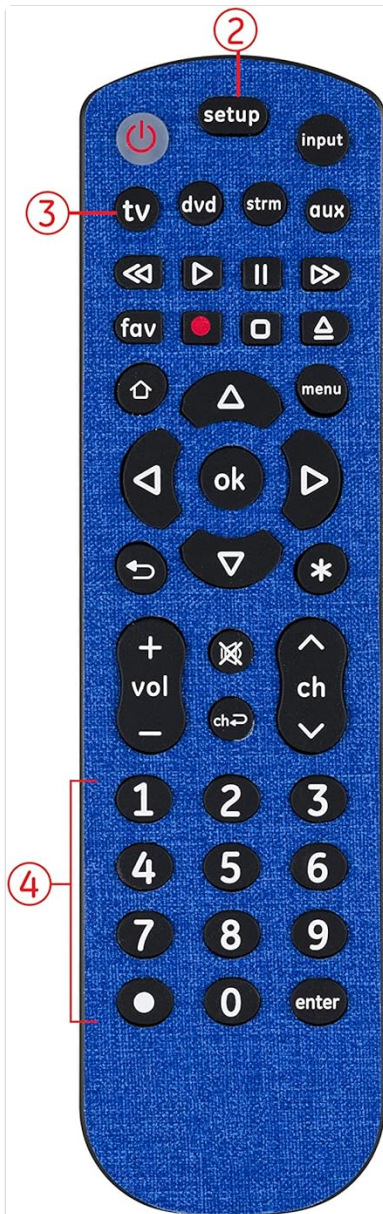 2
setup
input
3
tv dvd strm aux
fav
menu
ok
+
vol
−
ch
ch
1 2 3
4 5 6
4
7 8 9
0 enter